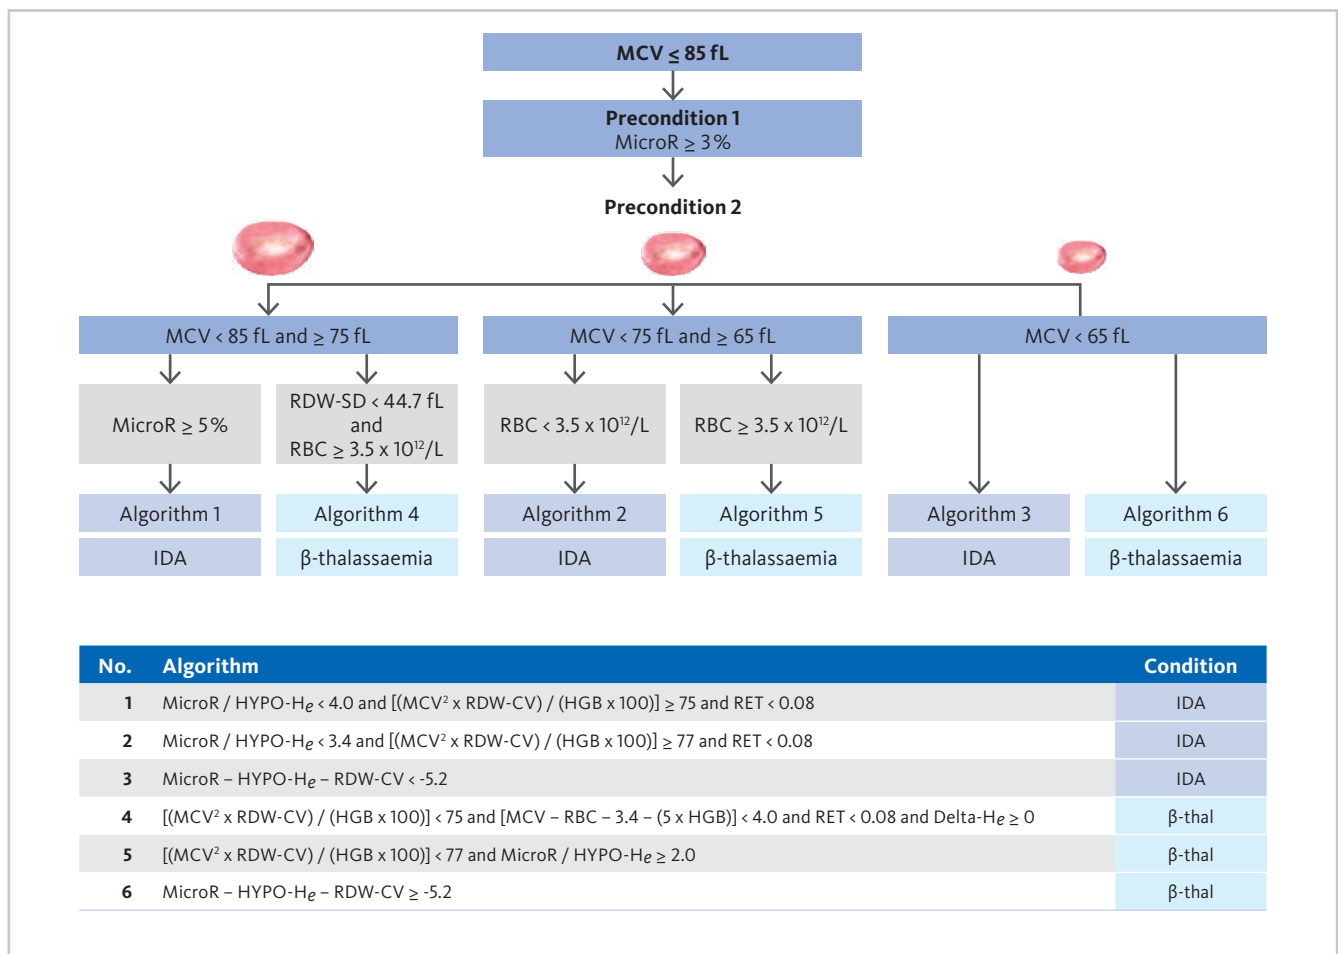 MCV ≤ 85 fL
Precondition 1
MicroR ≥ 3 %
Precondition 2
MCV < 85 fL and ≥ 75 fL
MCV < 75 fL and ≥ 65 fL
MCV < 65 fL
MicroR ≥ 5 %
RDW-SD < 44.7 fL
and
RBC ≥ 3.5 x 10¹²/L
RBC < 3.5 x 10¹²/L
RBC ≥ 3.5 x 10¹²/L
Algorithm 1
Algorithm 4
Algorithm 2
Algorithm 5
Algorithm 3
Algorithm 6
IDA
β-thalassaemia
IDA
β-thalassaemia
IDA
β-thalassaemia
No. Algorithm Condition
1 MicroR / HYPO-He < 4.0 and [(MCV² x RDW-CV) / (HGB x 100)] ≥ 75 and RET < 0.08 IDA
2 MicroR / HYPO-He < 3.4 and [(MCV² x RDW-CV) / (HGB x 100)] ≥ 77 and RET < 0.08 IDA
3 MicroR – HYPO-He – RDW-CV < -5.2 IDA
4 [(MCV² x RDW-CV) / (HGB x 100)] < 75 and [MCV – RBC – 3.4 – (5 x HGB)] < 4.0 and RET < 0.08 and Delta-He ≥ 0 β-thal
5 [(MCV² x RDW-CV) / (HGB x 100)] < 77 and MicroR / HYPO-He ≥ 2.0 β-thal
6 MicroR – HYPO-He – RDW-CV ≥ -5.2 β-thal